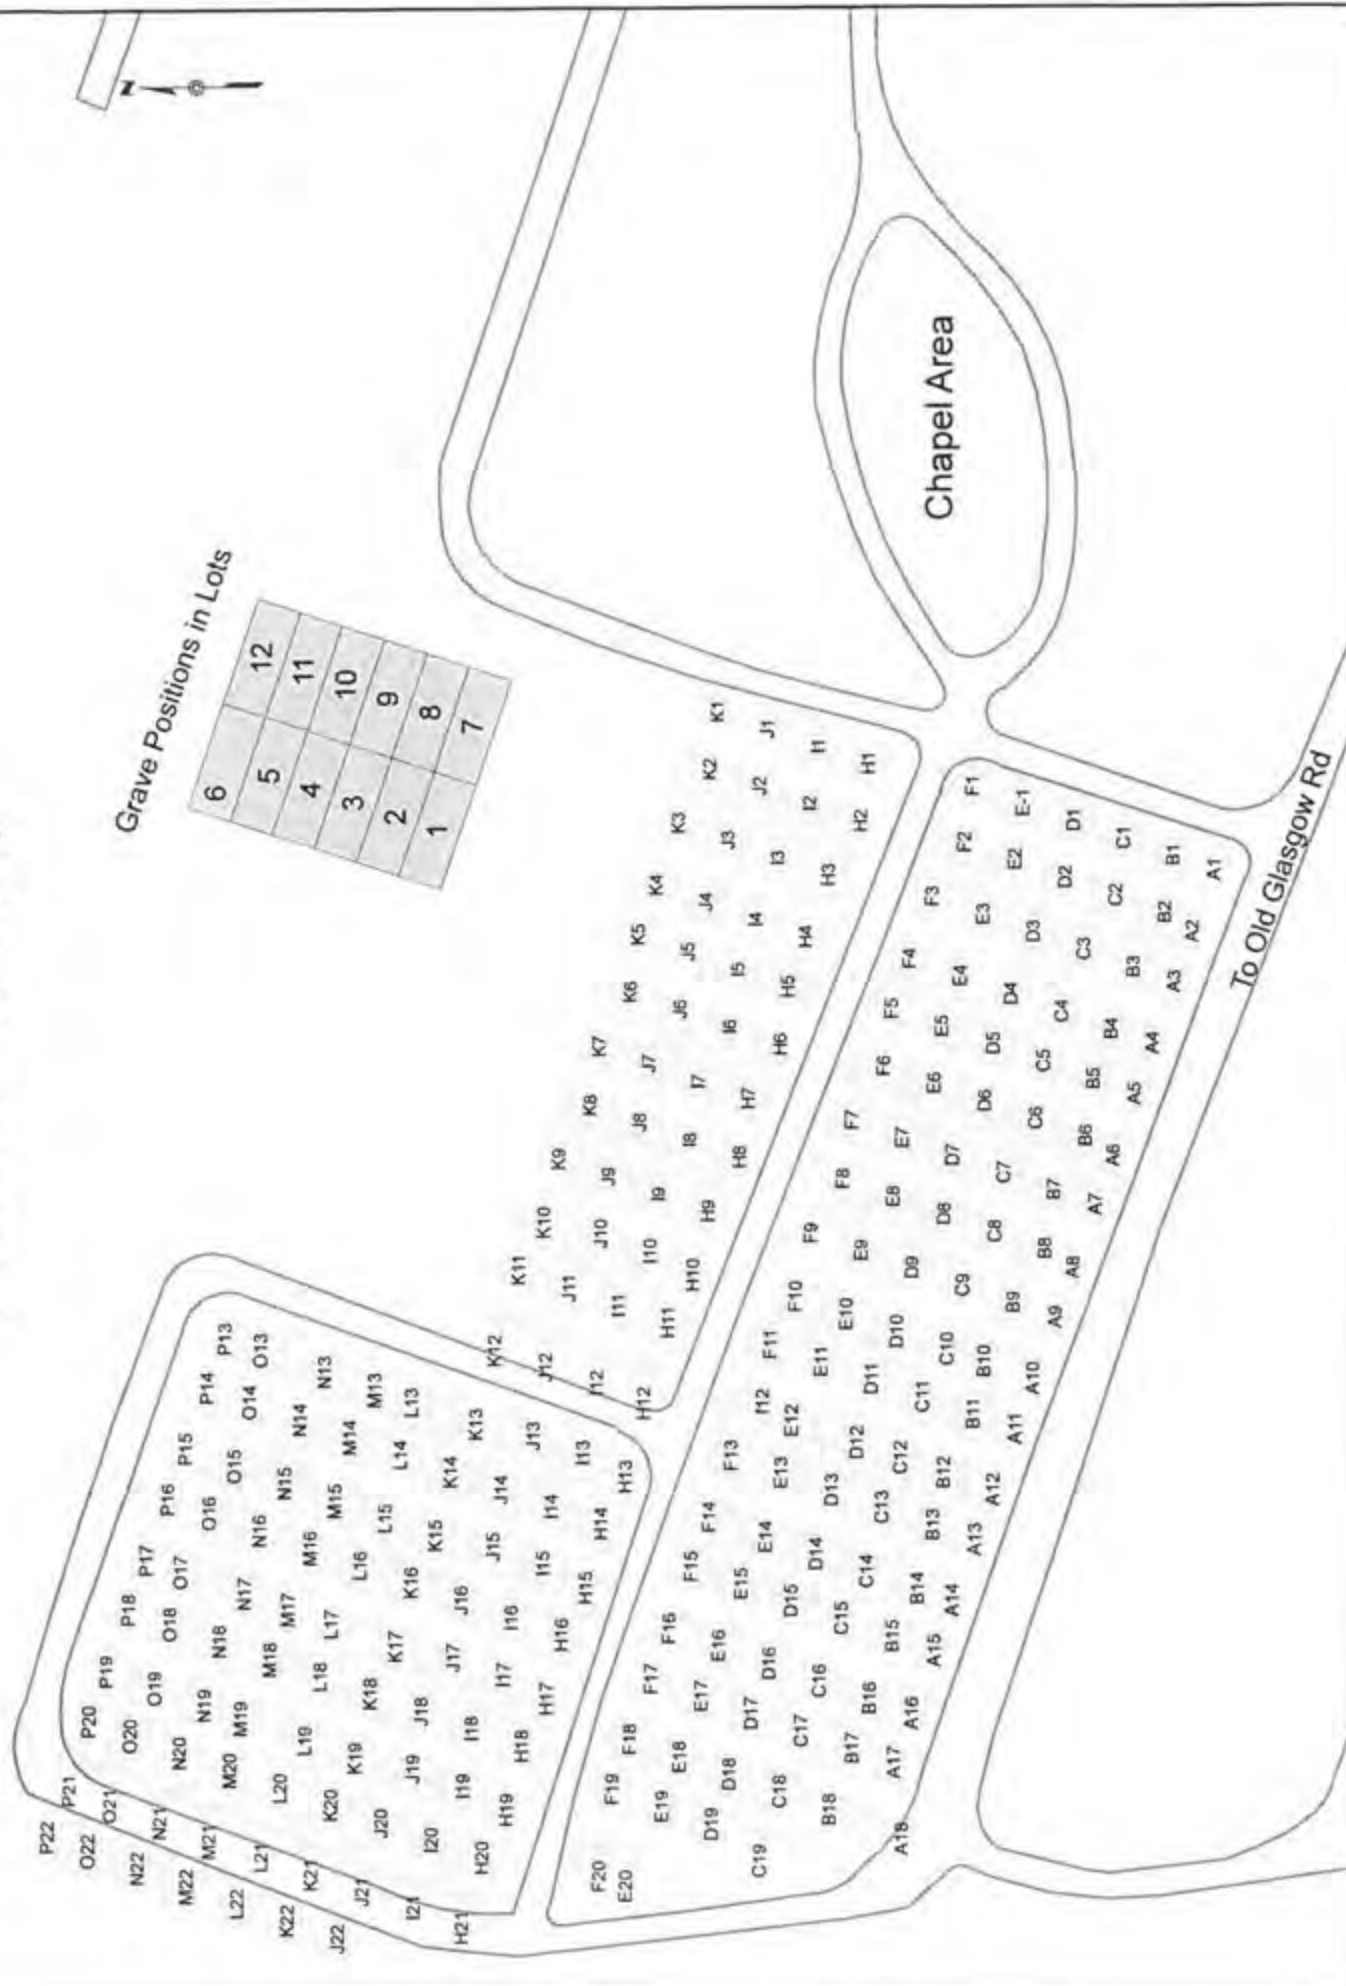 N
Grave Positions in Lots
6 12
5 11
4 10
3 9
2 8
1 7
Chapel Area
To Old Glasgow Rd
P22 P21 P20 P19 P18 P17 P16 P15 P14 P13
O22 O21 O20 O19 O18 O17 O16 O15 O14 O13
N22 N21 N20 N19 N18 N17 N16 N15 N14 N13
M22 M21 M20 M19 M18 M17 M16 M15 M14 M13
L22 L21 L20 L19 L18 L17 L16 L15 L14 L13
K22 K21 K20 K19 K18 K17 K16 K15 K14 K13 K12 K11 K10 K9 K8 K7 K6 K5 K4 K3 K2 K1
J22 J21 J20 J19 J18 J17 J16 J15 J14 J13 J12 J11 J10 J9 J8 J7 J6 J5 J4 J3 J2 J1
I21 I20 I19 I18 I17 I16 I15 I14 I13 I12 I11 I10 I9 I8 I7 I6 I5 I4 I3 I2 I1
H21 H20 H19 H18 H17 H16 H15 H14 H13 H12 H11 H10 H9 H8 H7 H6 H5 H4 H3 H2 H1
F20 F19 F18 F17 F16 F15 F14 F13 F12 F11 F10 F9 F8 F7 F6 F5 F4 F3 F2 F1
E20 E19 E18 E17 E16 E15 E14 E13 E12 E11 E10 E9 E8 E7 E6 E5 E4 E3 E2 E-1
D19 D18 D17 D16 D15 D14 D13 D12 D11 D10 D9 D8 D7 D6 D5 D4 D3 D2 D1
C19 C18 C17 C16 C15 C14 C13 C12 C11 C10 C9 C8 C7 C6 C5 C4 C3 C2 C1
B18 B17 B16 B15 B14 B13 B12 B11 B10 B9 B8 B7 B6 B5 B4 B3 B2 B1
A18 A17 A16 A15 A14 A13 A12 A11 A10 A9 A8 A7 A6 A5 A4 A3 A2 A1